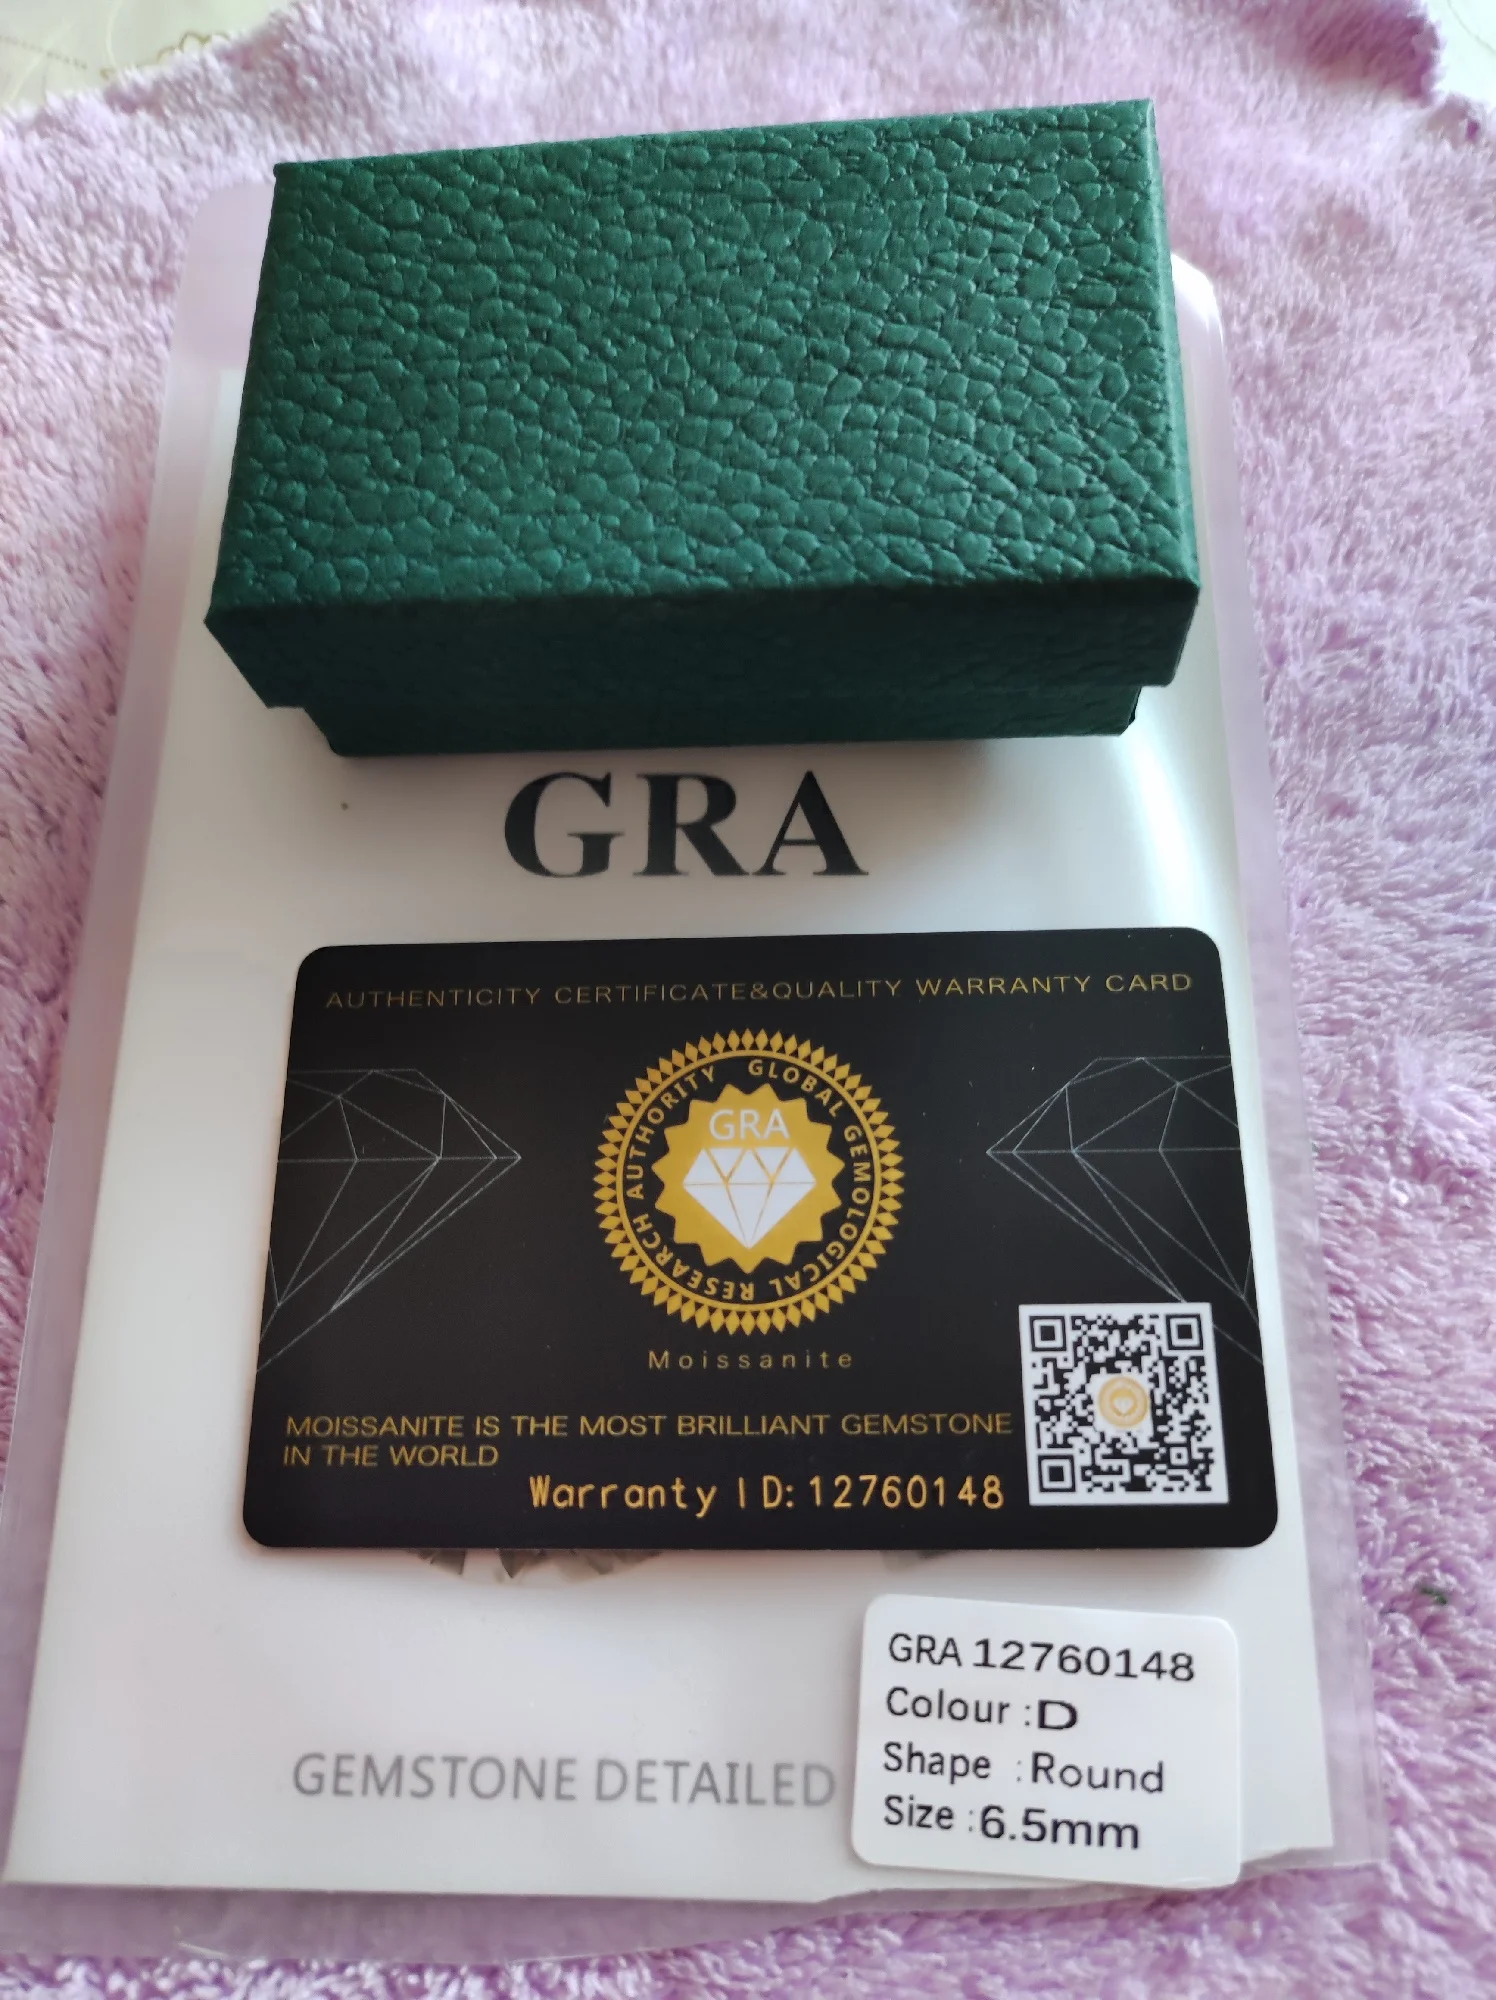 GRA
AUTHENTICITY CERTIFICATE&QUALITY WARRANTY CARD
GLOBAL GEMOLOGICAL RESEARCH AUTHORITY
GRA
Moissanite
MOISSANITE IS THE MOST BRILLIANT GEMSTONE
IN THE WORLD
Warranty ID:12760148
GRA 12760148
Colour :D
Shape :Round
Size :6.5mm
GEMSTONE DETAILED